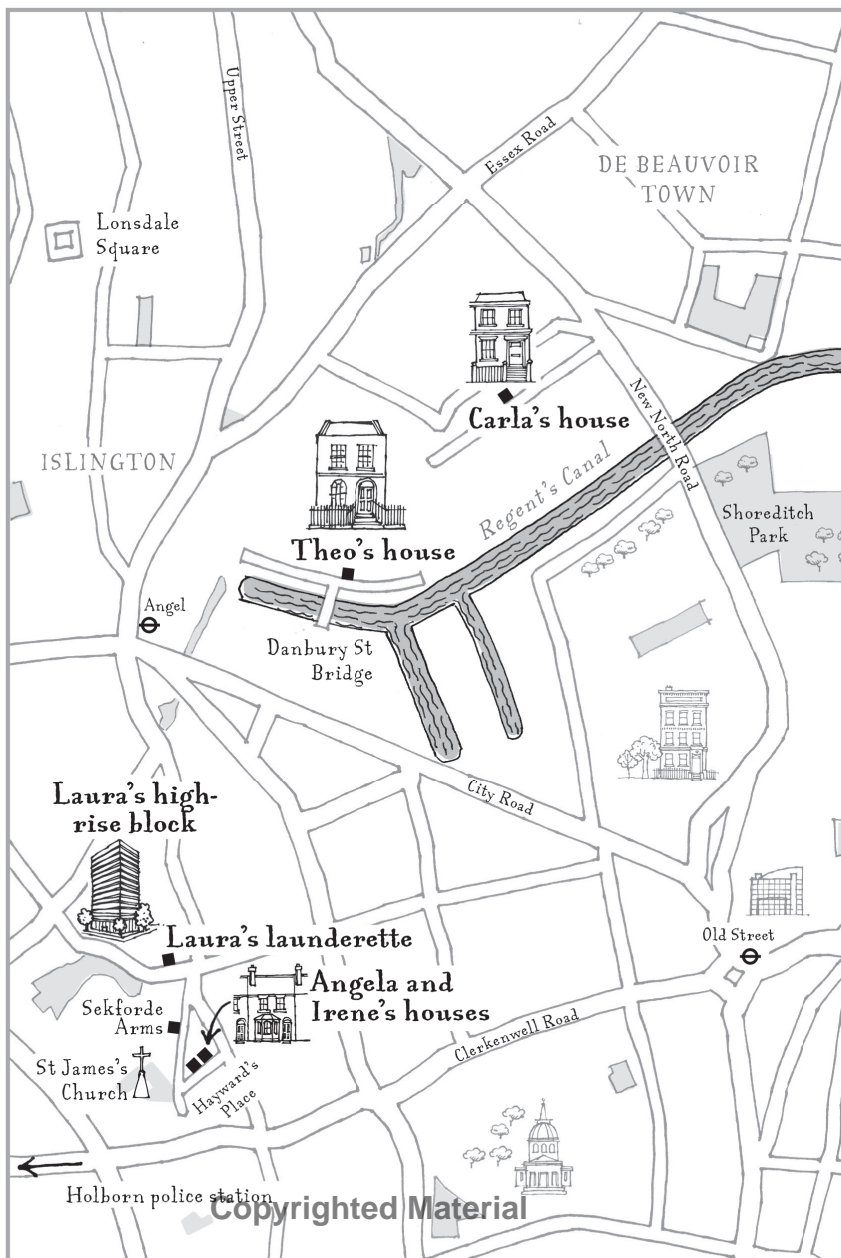 Upper Street
Essex Road
DE BEAUVOIR
TOWN
Lonsdale
Square
Carla's house
New North Road
ISLINGTON
Regent's Canal
Shoreditch
Park
Theo's house
Angel
Danbury St
Bridge
Laura's high-
rise block
City Road
Laura's launderette
Old Street
Angela and
Irene's houses
Sekforde
Arms
Clerkenwell Road
St James's
Church
Hayward's
Place
Holborn police station
Copyrighted Material